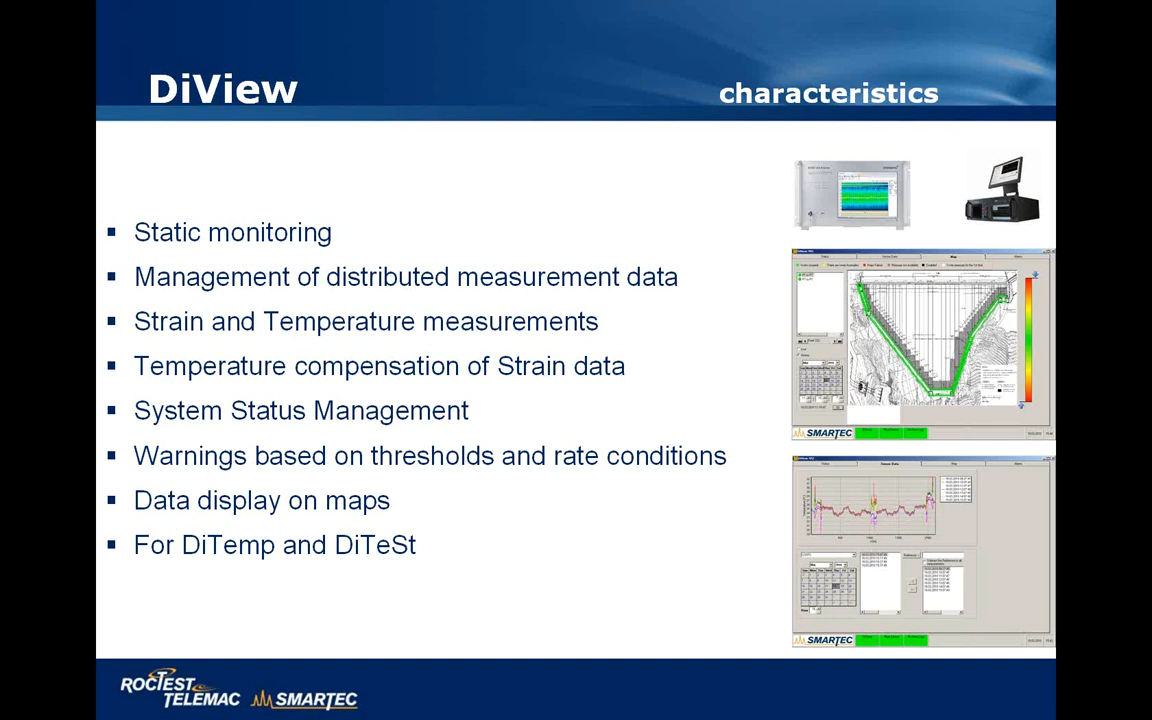 DiView
characteristics
Static monitoring
Management of distributed measurement data
Strain and Temperature measurements
Temperature compensation of Strain data
System Status Management
Warnings based on thresholds and rate conditions
Data display on maps
For DiTemp and DiTeSt
SMARTEC
SMARTEC
ROCTEST
TELEMAC
SMARTEC